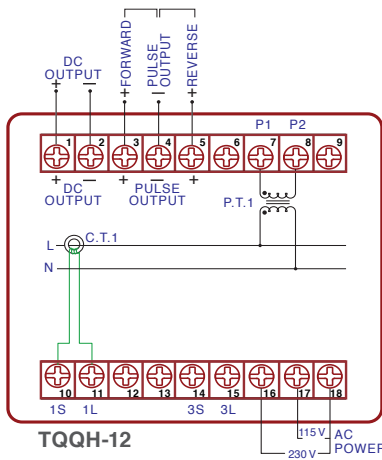 DC
OUTPUT
+ −
+FORWARD
− PULSE
OUTPUT
+REVERSE
P1 P2
1 2 3 4 5 6 7 8 9
+ − + − +
DC
OUTPUT
PULSE
OUTPUT
P.T.1
L
C.T.1
N
10 11 12 13 14 15 16 17 18
1S 1L 3S 3L
TQQH-12
115 V
AC
POWER
230 V